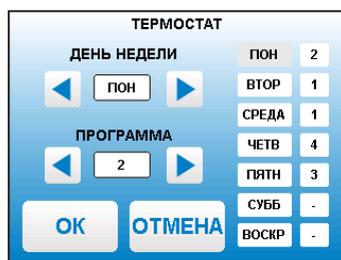 ТЕРМОСТАТ
ДЕНЬ НЕДЕЛИ
ПОН
ПРОГРАММА
2
ОК
ОТМЕНА
ПОН 2
ВТОР 1
СРЕДА 1
ЧЕТВ 4
ПЯТН 3
СУББ -
ВОСКР -